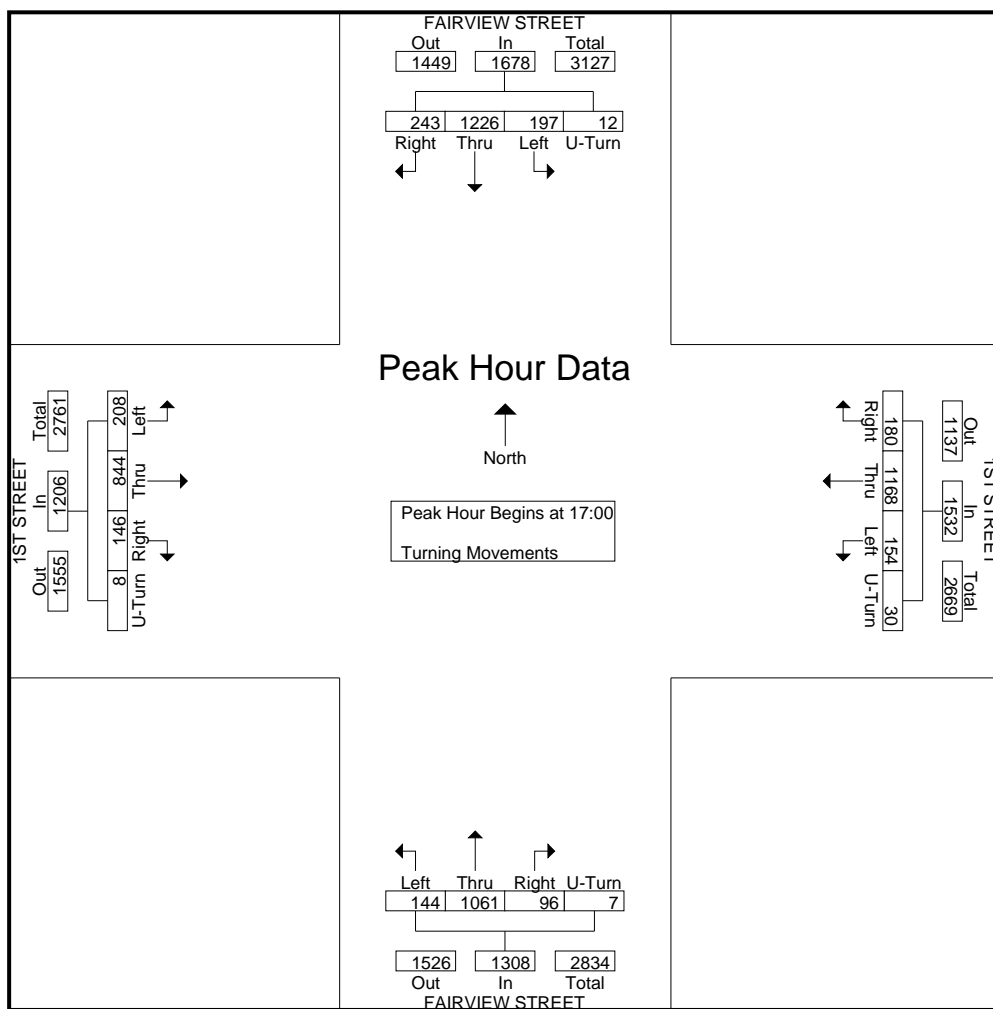 FAIRVIEW STREET
Out In Total
1449 1678 3127
243 1226 197 12
Right Thru Left U-Turn
Peak Hour Data
North
Peak Hour Begins at 17:00
Turning Movements
1ST STREET
Total In Out
2761 1206 1555
208 844 146 8
Left Thru Right U-Turn
1ST STREET
Out In Total
1137 1532 2669
180 1168 154 30
Right Thru Left U-Turn
Left Thru Right U-Turn
144 1061 96 7
1526 1308 2834
Out In Total
FAIRVIEW STREET